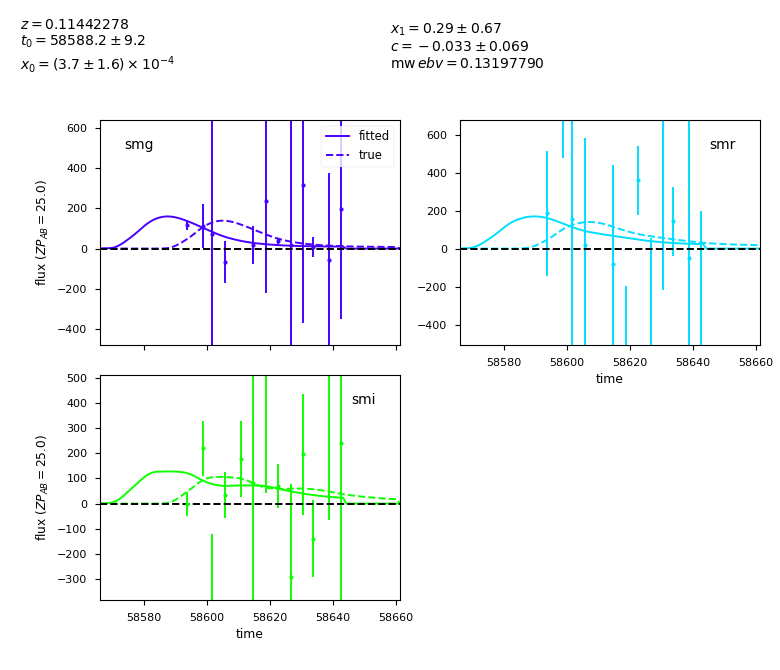 z = 0.11442278
t₀ = 58588.2 ± 9.2
x₀ = (3.7 ± 1.6) × 10⁻⁴
x₁ = 0.29 ± 0.67
c = −0.033 ± 0.069
mw ebv = 0.13197790
smg
fitted
true
600
400
200
0
−200
−400
flux (ZP_AB = 25.0)
smr
600
400
200
0
−200
−400
58580 58600 58620 58640 58660
time
smi
500
400
300
200
100
0
−100
−200
−300
flux (ZP_AB = 25.0)
58580 58600 58620 58640 58660
time